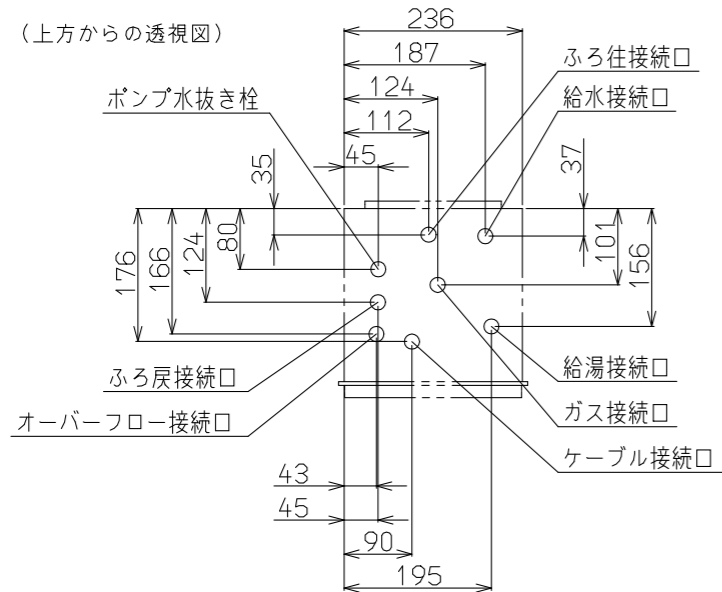 (上方からの透視図)
236
187
124
112
45
ふろ往接続口
給水接続口
ポンプ水抜き栓
35
37
176
166
124
80
101
156
ふろ戻接続口
オーバーフロー接続口
給湯接続口
ガス接続口
ケーブル接続口
43
45
90
195